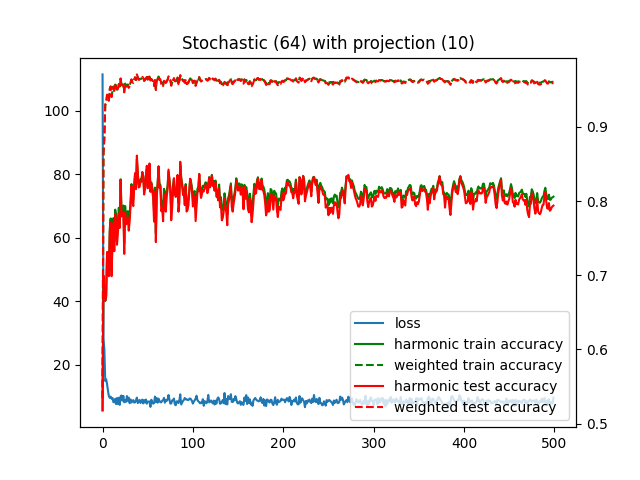 Stochastic (64) with projection (10)
100
80
60
40
20
0.9
0.8
0.7
0.6
0.5
loss
harmonic train accuracy
weighted train accuracy
harmonic test accuracy
weighted test accuracy
0 100 200 300 400 500